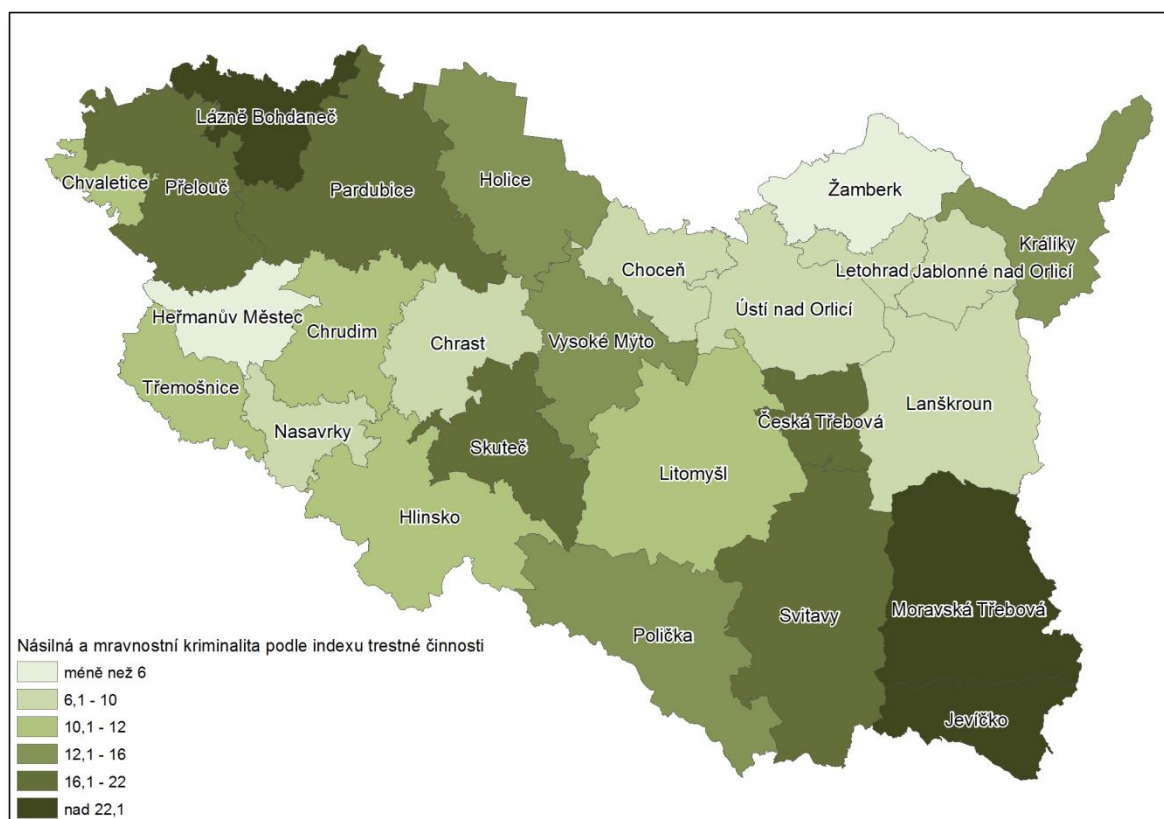 Lázně Bohdaneč
Chvaletice
Přelouč
Pardubice
Holice
Žamberk
Králíky
Letohrad
Jablonné nad Orlicí
Choceň
Ústí nad Orlicí
Heřmanův Městec
Chrudim
Chrast
Vysoké Mýto
Třemošnice
Nasavrky
Skuteč
Česká Třebová
Lanškroun
Litomyšl
Hlinsko
Polička
Svitavy
Moravská Třebová
Jevíčko
Násilná a mravnostní kriminalita podle indexu trestné činnosti
méně než 6
6,1 - 10
10,1 - 12
12,1 - 16
16,1 - 22
nad 22,1